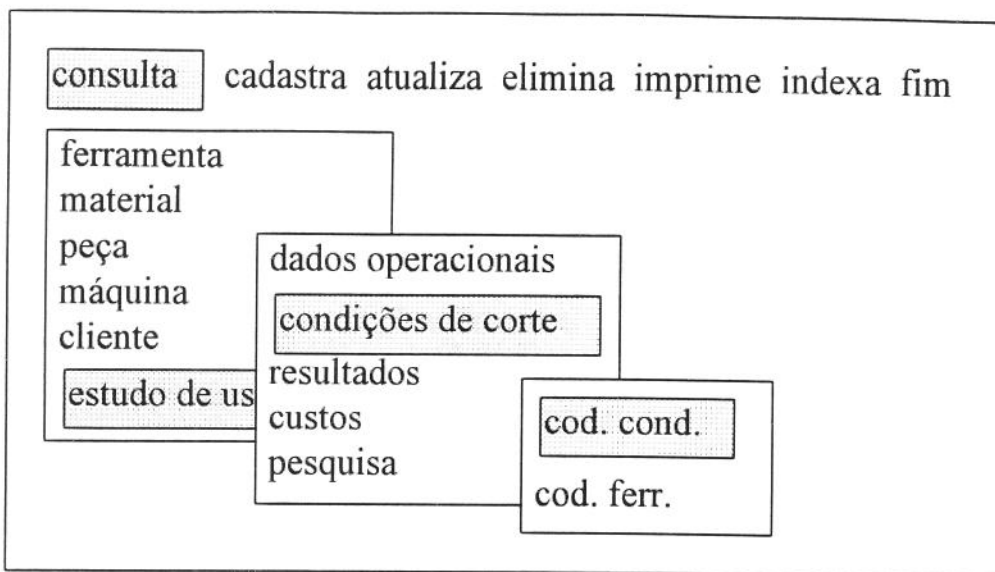 consulta cadastra atualiza elimina imprime indexa fim
ferramenta
material
peça
máquina
cliente
estudo de us
dados operacionais
condições de corte
resultados
custos
pesquisa
cod. cond.
cod. ferr.